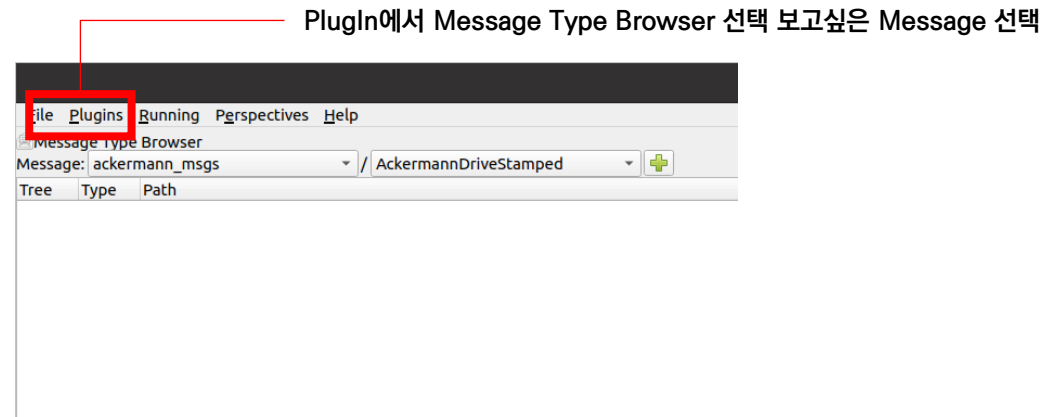 PlugIn에서 Message Type Browser 선택 보고싶은 Message 선택
File Plugins Running Perspectives Help
Message Type Browser
Message: ackermann_msgs / AckermannDriveStamped
Tree Type Path